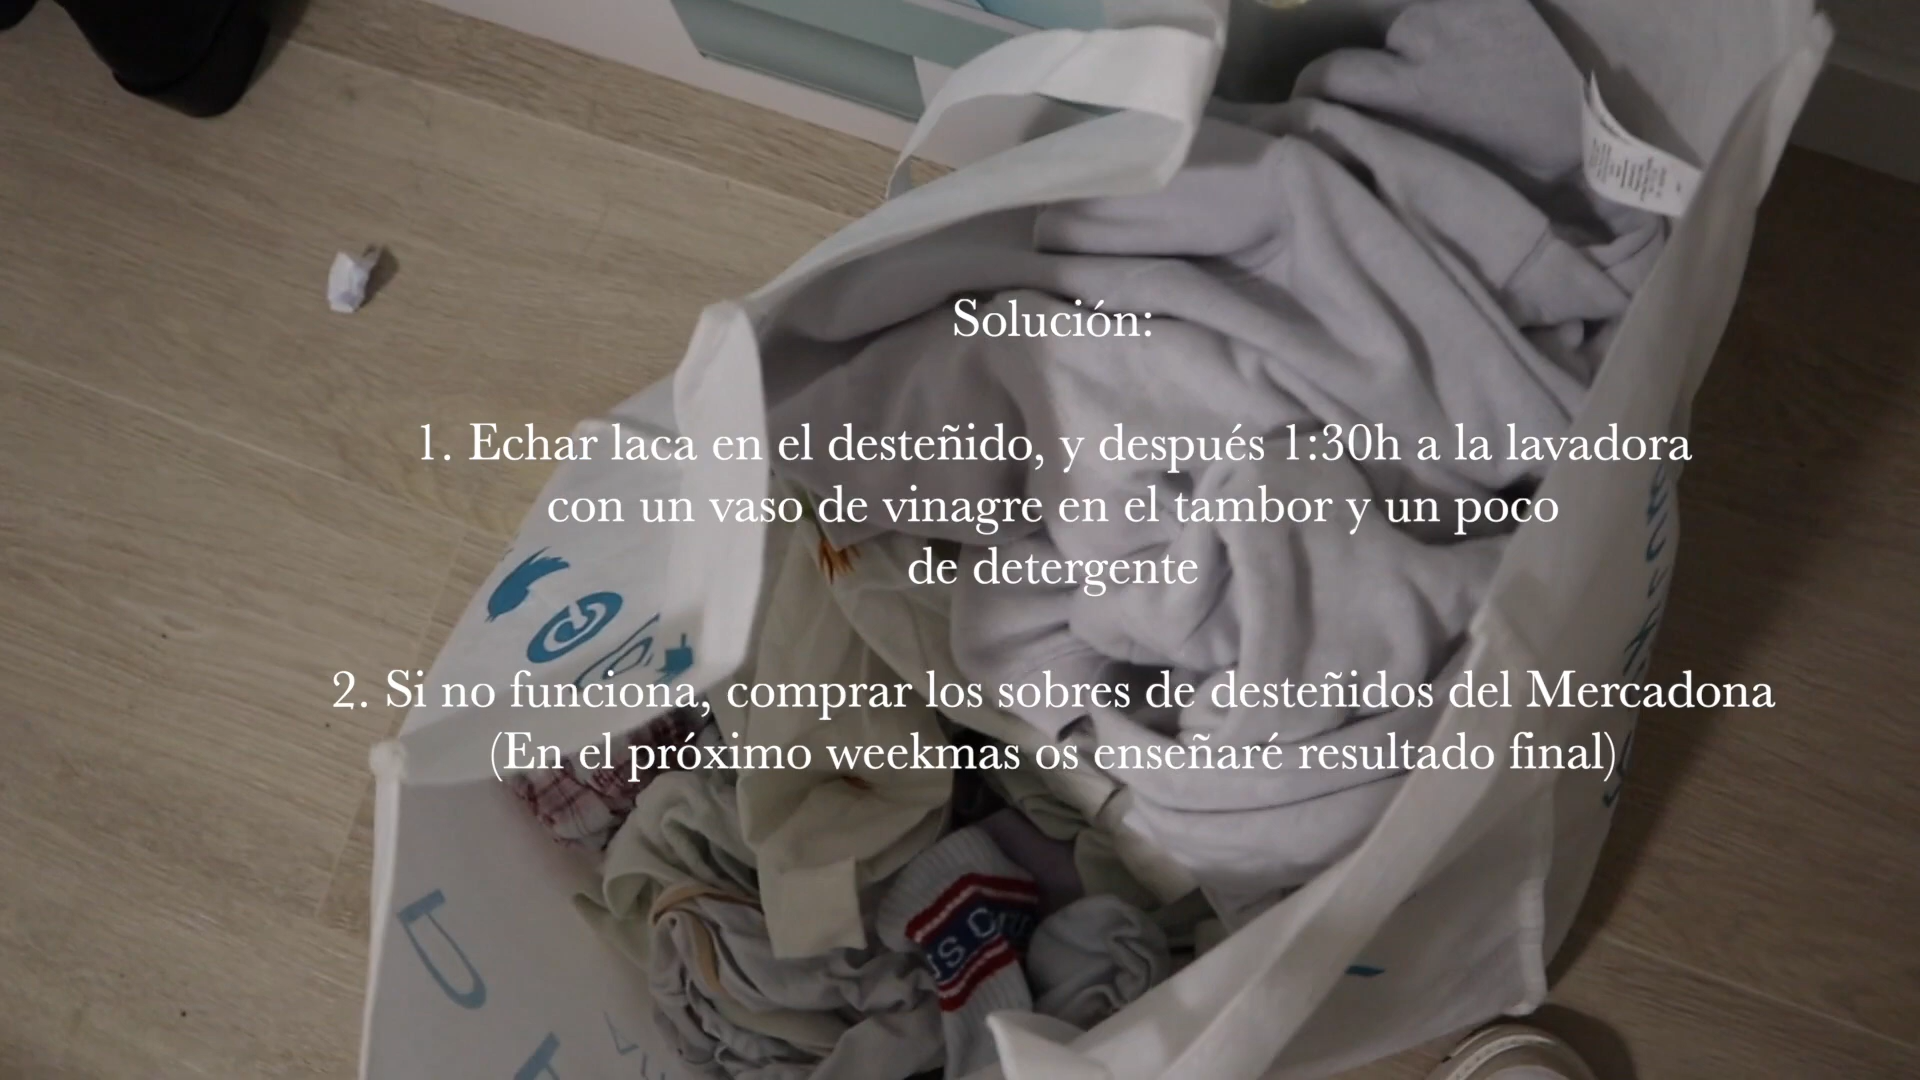 Solución:
1. Echar laca en el desteñido, y después 1:30h a la lavadora
con un vaso de vinagre en el tambor y un poco
de detergente
2. Si no funciona, comprar los sobres de desteñidos del Mercadona
(En el próximo weekmas os enseñaré resultado final)